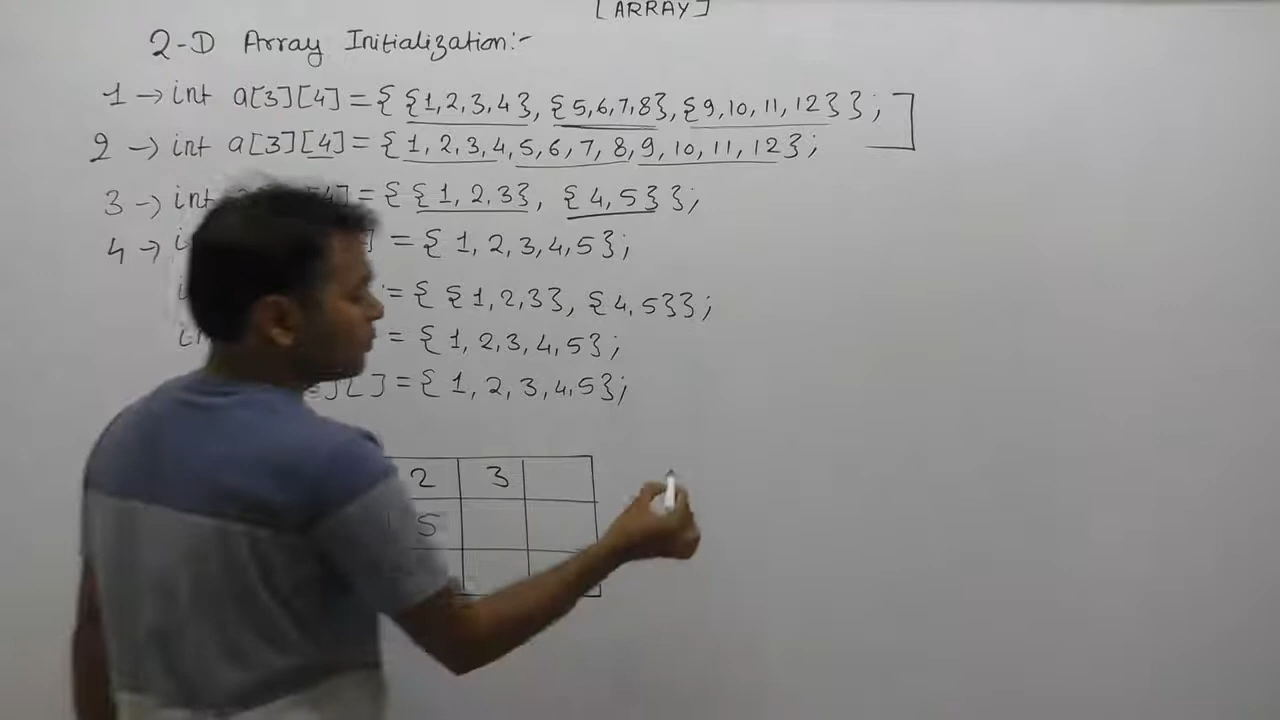 [ARRAY]
2-D Array Initialization:-
1 → int a[3][4] = { {1,2,3,4}, {5,6,7,8}, {9,10,11,12}};
2 → int a[3][4] = {1,2,3,4,5,6,7,8,9,10,11,12};
3 → int 4] = { {1,2,3}, {4,5}};
4 → ] = {1,2,3,4,5};
= { {1,2,3}, {4,5}};
= {1,2,3,4,5};
][] = {1,2,3,4,5};
2 3
5